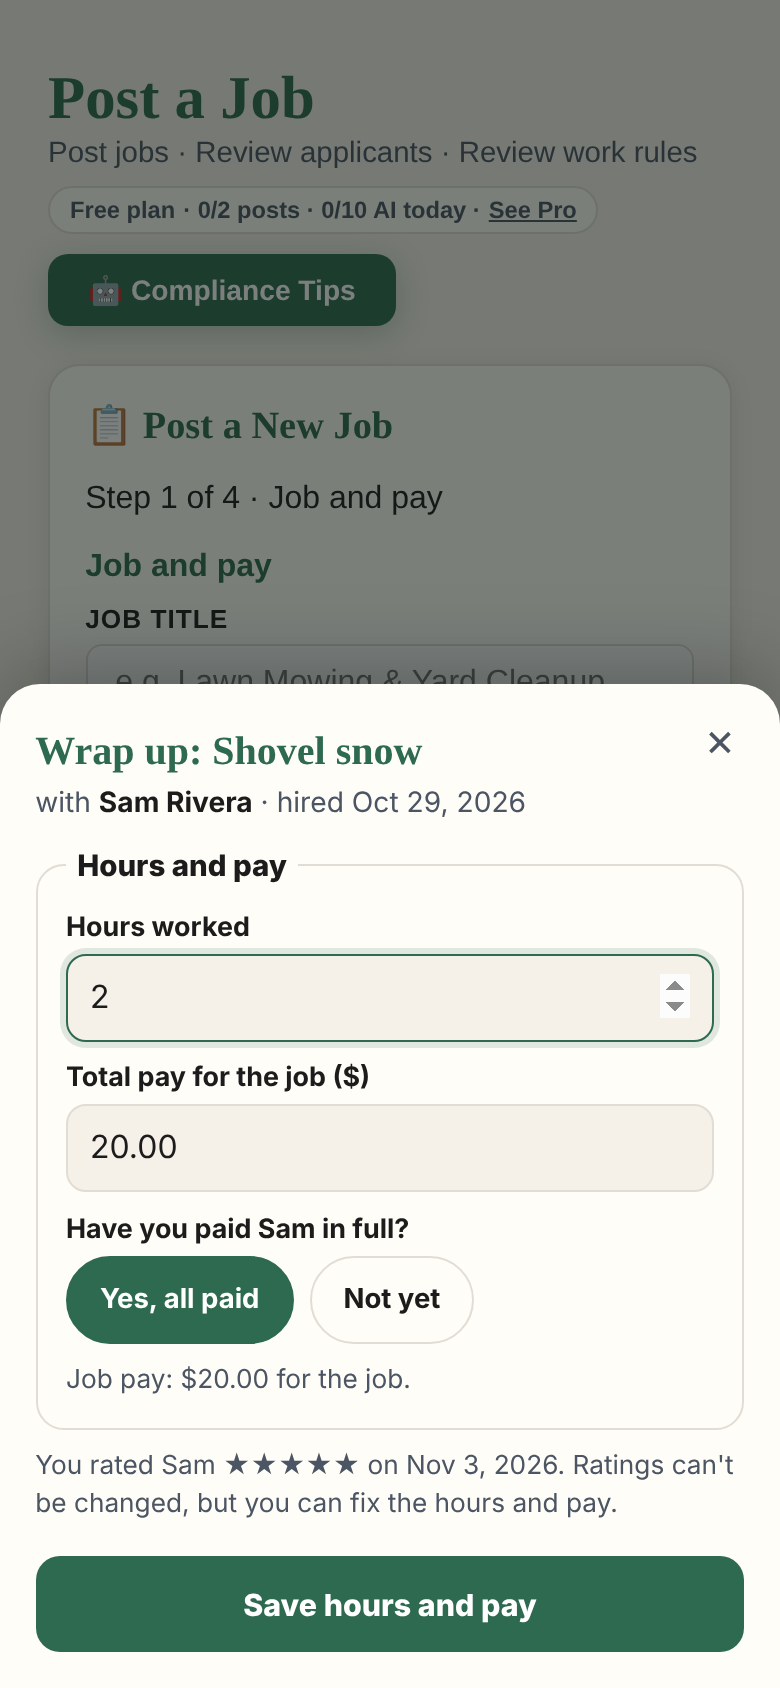 Post a Job
Post jobs · Review applicants · Review work rules
Free plan · 0/2 posts · 0/10 AI today · See Pro
🤖 Compliance Tips
📋 Post a New Job
Step 1 of 4 · Job and pay
Job and pay
JOB TITLE
e.g. Lawn Mowing & Yard Cleanup
Wrap up: Shovel snow
✕
with Sam Rivera · hired Oct 29, 2026
Hours and pay
Hours worked
2
Total pay for the job ($)
20.00
Have you paid Sam in full?
Yes, all paid
Not yet
Job pay: $20.00 for the job.
You rated Sam ★★★★★ on Nov 3, 2026. Ratings can't
be changed, but you can fix the hours and pay.
Save hours and pay